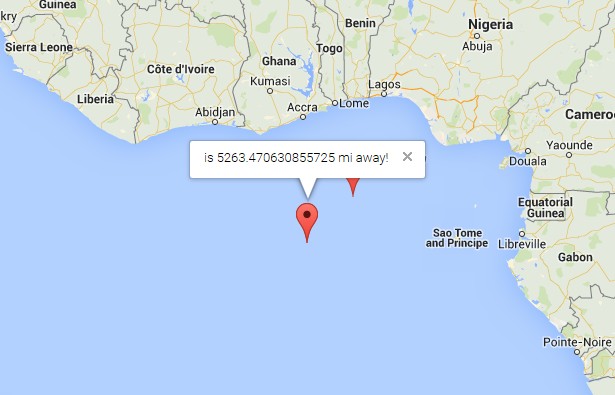 Guinea
kry
Sierra Leone
Liberia
Côte d'Ivoire
Abidjan
Ghana
Kumasi
Accra
Togo
Lome
Benin
Lagos
Nigeria
Abuja
is 5263.470630855725 mi away!
Cameroo
Yaounde
Douala
Equatorial
Guinea
Sao Tome
and Principe
Libreville
Gabon
Pointe-Noire